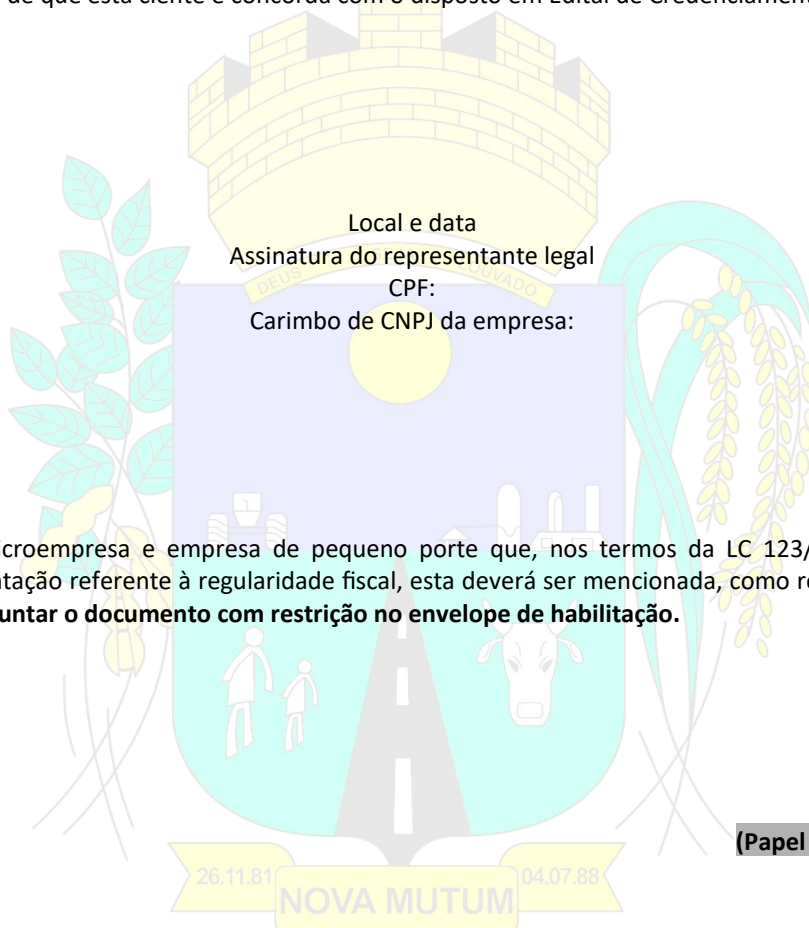 de que está ciente e concorda com o disposto em Edital de
Local e data
Assinatura do representante legal
CPF:
Carimbo de CNPJ da empresa:
DEUS LOUVADO
icroempresa e empresa de pequeno porte que, nos termos da LC 123/
tação referente à regularidade fiscal, esta deverá ser mencionada, como
untar o documento com restrição no envelope de habilitação.
(Papel
26.11.81 04.07.88
NOVA MUTUM